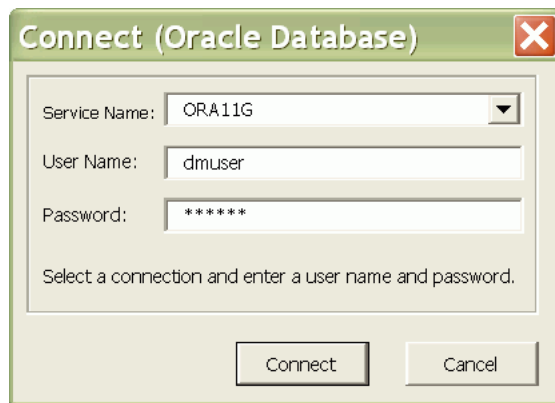 Connect (Oracle Database)
Service Name: ORA11G
User Name: dmuser
Password: ******
Select a connection and enter a user name and password.
Connect Cancel